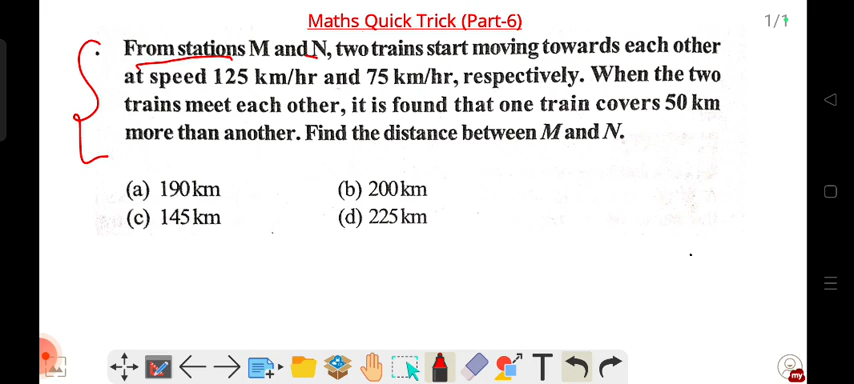 Maths Quick Trick (Part-6)
1/1
From stations M and N, two trains start moving towards each other
at speed 125 km/hr and 75 km/hr, respectively. When the two
trains meet each other, it is found that one train covers 50 km
more than another. Find the distance between M and N.
(a) 190 km (b) 200 km
(c) 145 km (d) 225 km
T
my